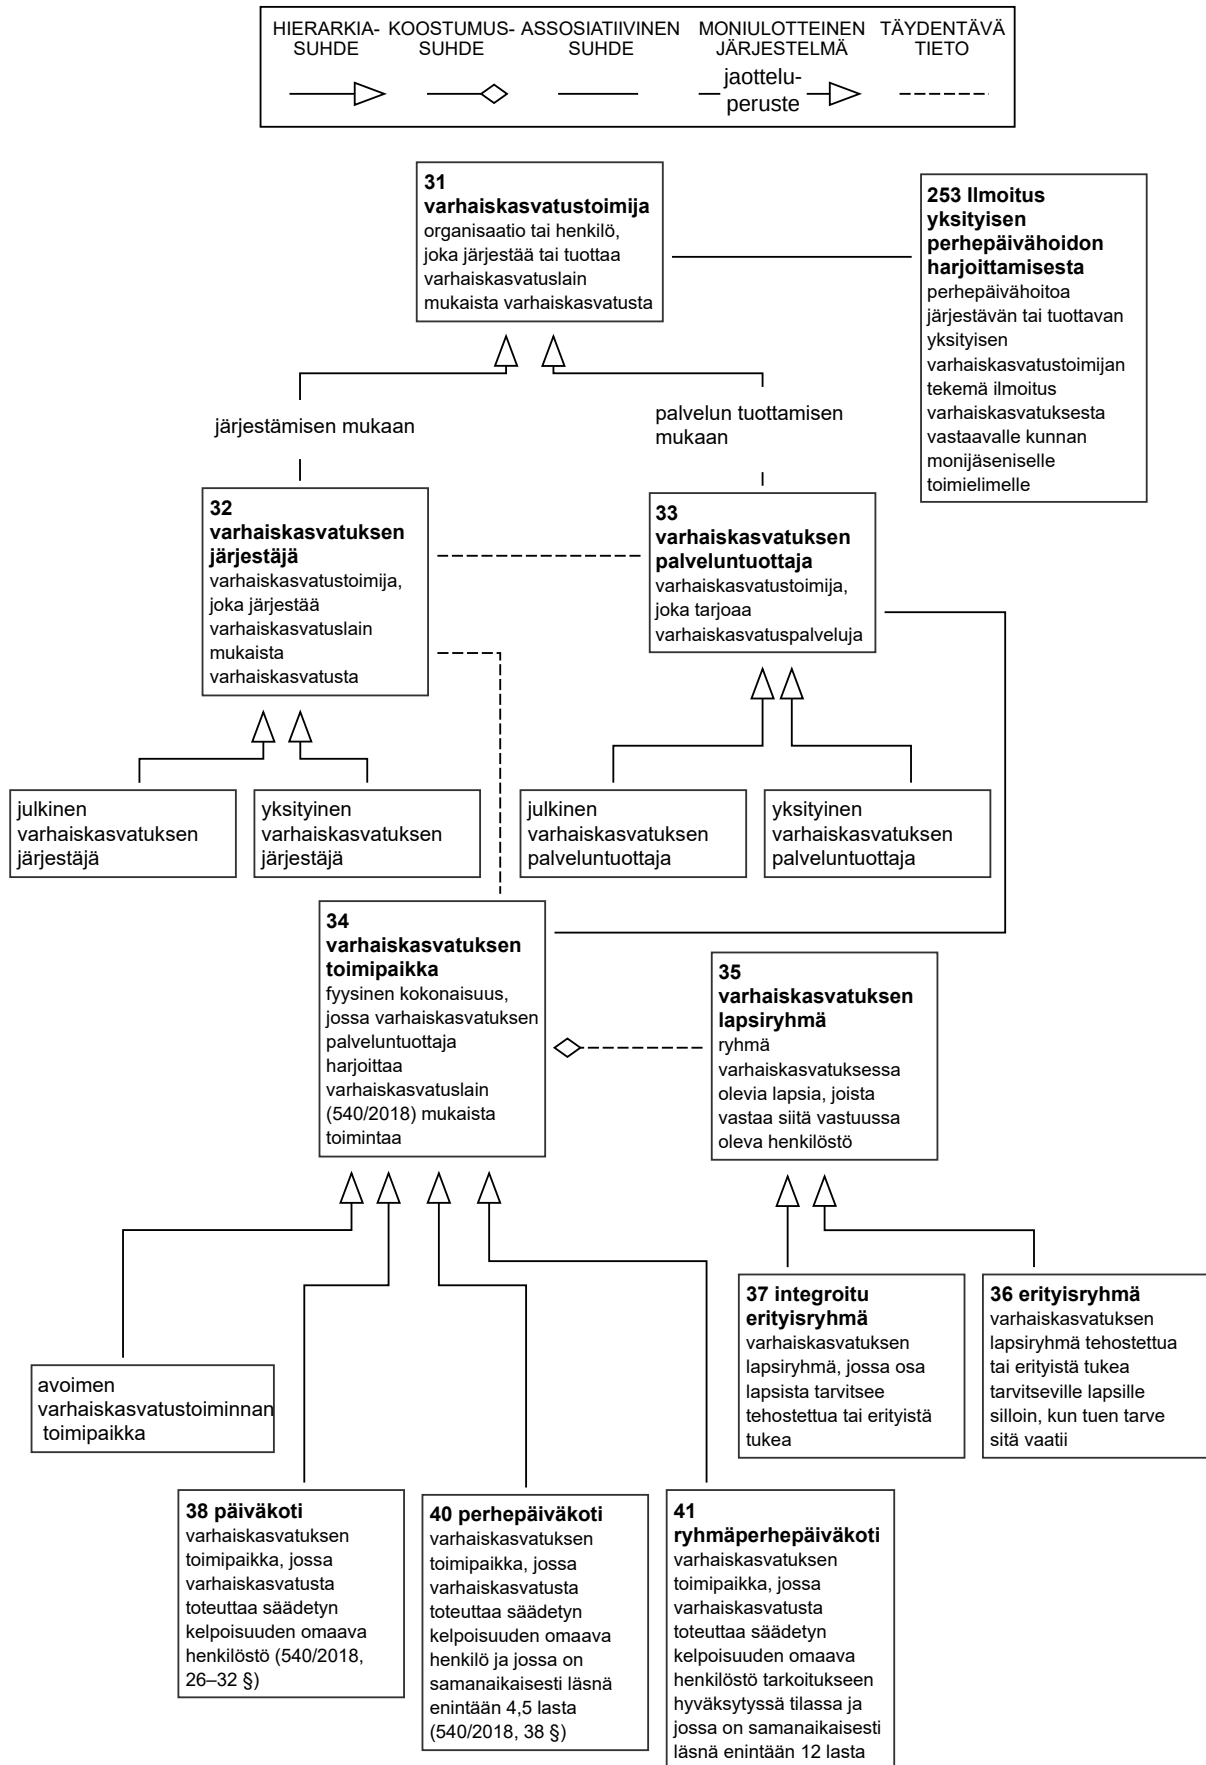 HIERARKIA-
SUHDE
KOOSTUMUS-
SUHDE
ASSOSIATIIVINEN
SUHDE
MONIULOTTEINEN
JÄRJESTELMÄ
TÄYDENTÄVÄ
TIETO
jaottelu-
peruste
31
varhaiskasvatustoimija
organisaatio tai henkilö,
joka järjestää tai tuottaa
varhaiskasvatuslain
mukaista varhaiskasvatusta
253 Ilmoitus
yksityisen
perhepäivähoidon
harjoittamisesta
perhepäivähoitoa
järjestävän tai tuottavan
yksityisen
varhaiskasvatustoimijan
tekemä ilmoitus
varhaiskasvatuksesta
vastaavalle kunnan
monijäseniselle
toimielimelle
järjestämisen mukaan
palvelun tuottamisen
mukaan
32
varhaiskasvatuksen
järjestäjä
varhaiskasvatustoimija,
joka järjestää
varhaiskasvatuslain
mukaista
varhaiskasvatusta
33
varhaiskasvatuksen
palveluntuottaja
varhaiskasvatustoimija,
joka tarjoaa
varhaiskasvatuspalveluja
julkinen
varhaiskasvatuksen
järjestäjä
yksityinen
varhaiskasvatuksen
järjestäjä
julkinen
varhaiskasvatuksen
palveluntuottaja
yksityinen
varhaiskasvatuksen
palveluntuottaja
34
varhaiskasvatuksen
toimipaikka
fyysinen kokonaisuus,
jossa varhaiskasvatuksen
palveluntuottaja
harjoittaa
varhaiskasvatuslain
(540/2018) mukaista
toimintaa
35
varhaiskasvatuksen
lapsiryhmä
ryhmä
varhaiskasvatuksessa
olevia lapsia, joista
vastaa siitä vastuussa
oleva henkilöstö
37 integroitu
erityisryhmä
varhaiskasvatuksen
lapsiryhmä, jossa osa
lapsista tarvitsee
tehostettua tai erityistä
tukea
36 erityisryhmä
varhaiskasvatuksen
lapsiryhmä tehostettua
tai erityistä tukea
tarvitseville lapsille
silloin, kun tuen tarve
sitä vaatii
avoimen
varhaiskasvatustoiminnan
toimipaikka
38 päiväkoti
varhaiskasvatuksen
toimipaikka, jossa
varhaiskasvatusta
toteuttaa säädetyn
kelpoisuuden omaava
henkilöstö (540/2018,
26–32 §)
40 perhepäiväkoti
varhaiskasvatuksen
toimipaikka, jossa
varhaiskasvatusta
toteuttaa säädetyn
kelpoisuuden omaava
henkilö ja jossa on
samanaikaisesti läsnä
enintään 4,5 lasta
(540/2018, 38 §)
41
ryhmäperhepäiväkoti
varhaiskasvatuksen
toimipaikka, jossa
varhaiskasvatusta
toteuttaa säädetyn
kelpoisuuden omaava
henkilöstö tarkoitukseen
hyväksytyssä tilassa ja
jossa on samanaikaisesti
läsnä enintään 12 lasta